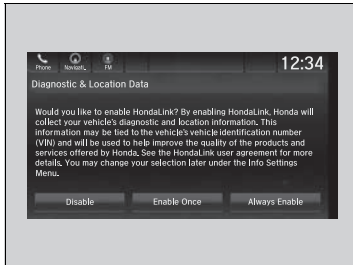 12:34
Phone Navigati.. FM
Diagnostic & Location Data
Would you like to enable HondaLink? By enabling HondaLink, Honda will
collect your vehicle's diagnostic and location information. This
information may be tied to the vehicle's vehicle identification number
(VIN) and will be used to help improve the quality of the products and
services offered by Honda. See the HondaLink user agreement for more
details. You may change your selection later under the Info Settings
Menu.
Disable Enable Once Always Enable